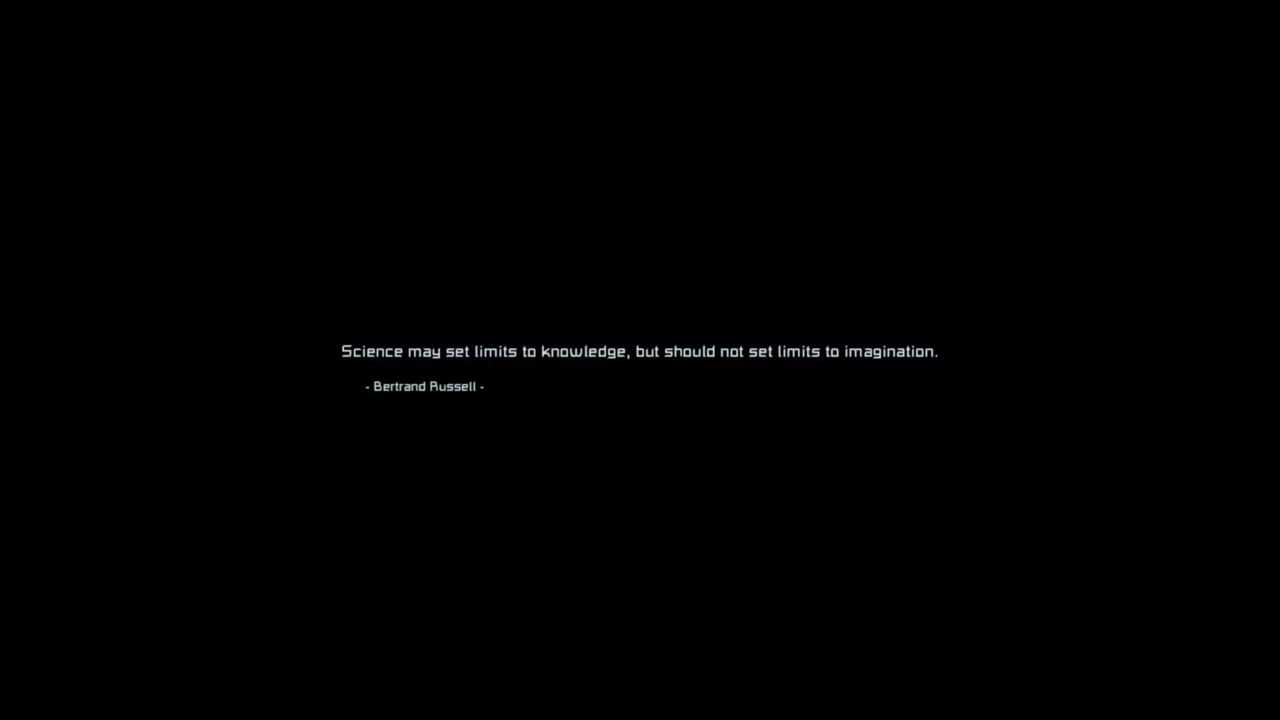 Science may set limits to knowledge, but should not set limits to imagination.
- Bertrand Russell -